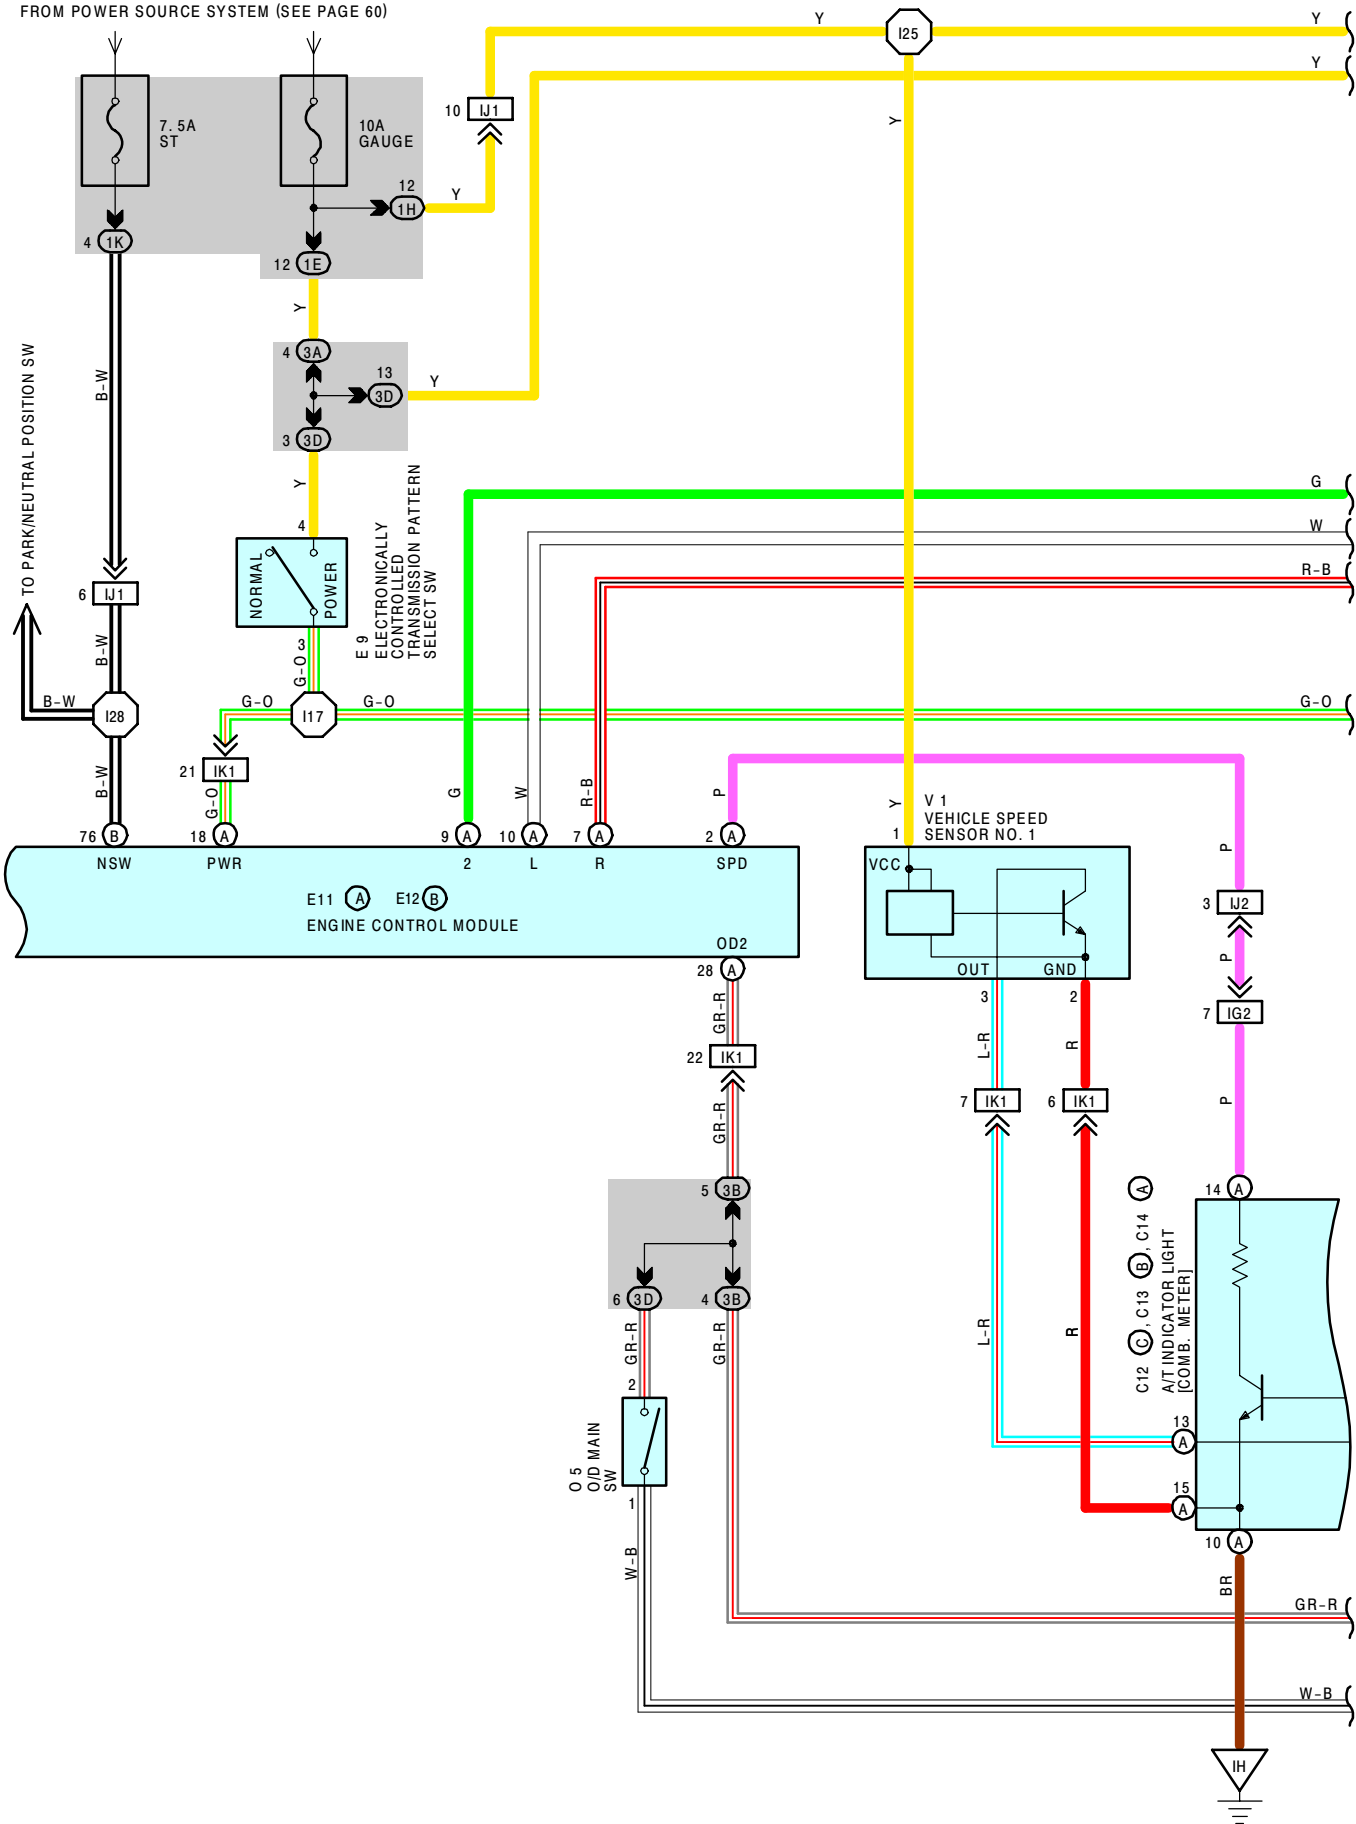 FROM POWER SOURCE SYSTEM (SEE PAGE 60)
Y
I25
Y
Y
10 IJ1
7. 5A
ST
10A
GAUGE
Y
12
1H
Y
4 1K
12 1E
Y
TO PARK/NEUTRAL POSITION SW
B-W
4 3A
13
3D
Y
3 3D
Y
G
W
R-B
4
NORMAL
POWER
3
E 9
ELECTRONICALLY
CONTROLLED
TRANSMISSION PATTERN
SELECT SW
6 IJ1
B-W
G-O
B-W
I28
G-O
I17
G-O
G-O
B-W
21 IK1
G-O
G
W
R-B
P
Y
V 1
VEHICLE SPEED
SENSOR NO. 1
1
76 B
18 A
9 A
10 A
7 A
2 A
NSW
PWR
2
L
R
SPD
VCC
P
E11 A
E12 B
ENGINE CONTROL MODULE
3 IJ2
OD2
OUT
GND
P
28 A
3
2
7 IG2
GR-R
L-R
R
22 IK1
7 IK1
6 IK1
P
GR-R
5 3B
14 A
C12 C, C13 B, C14 A
A/T INDICATOR LIGHT
[COMB. METER]
6 3D
4 3B
GR-R
GR-R
L-R
R
2
13
A
O 5
O/D MAIN
SW
1
15
A
10 A
W-B
BR
GR-R
W-B
IH